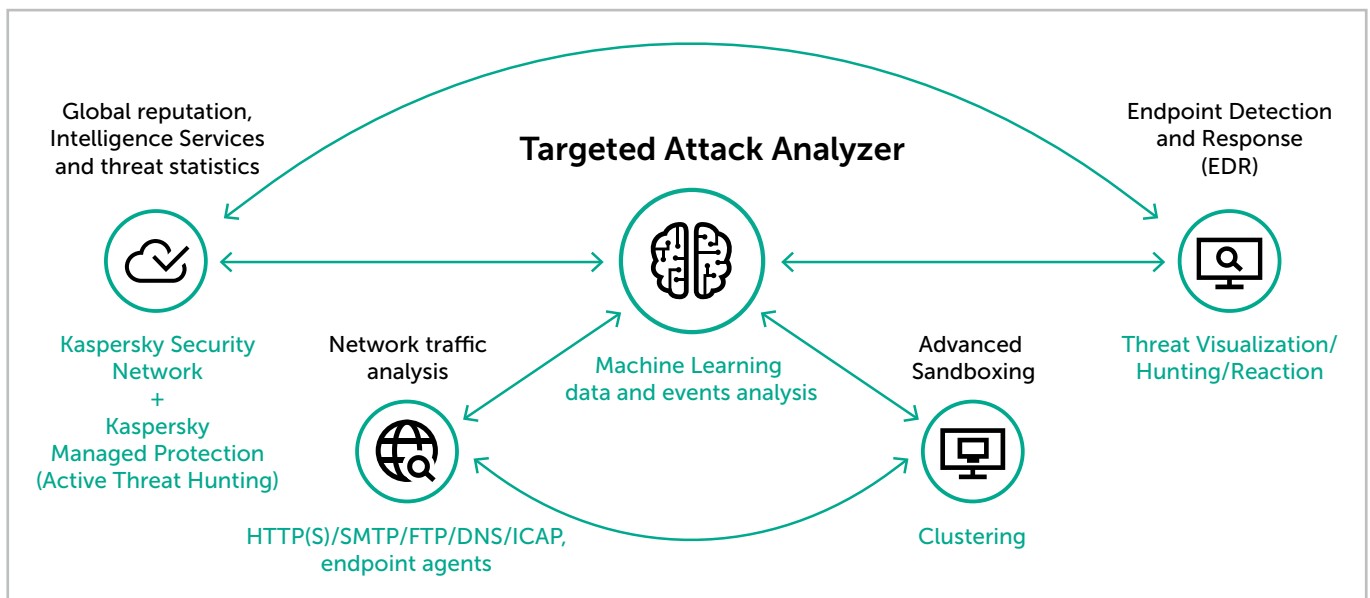 Global reputation,
Intelligence Services
and threat statistics
Kaspersky Security
Network
+
Kaspersky
Managed Protection
(Active Threat Hunting)
Targeted Attack Analyzer
Machine Learning
data and events analysis
Network traffic
analysis
HTTP(S)/SMTP/FTP/DNS/ICAP,
endpoint agents
Advanced
Sandboxing
Clustering
Endpoint Detection
and Response
(EDR)
Threat Visualization/
Hunting/Reaction